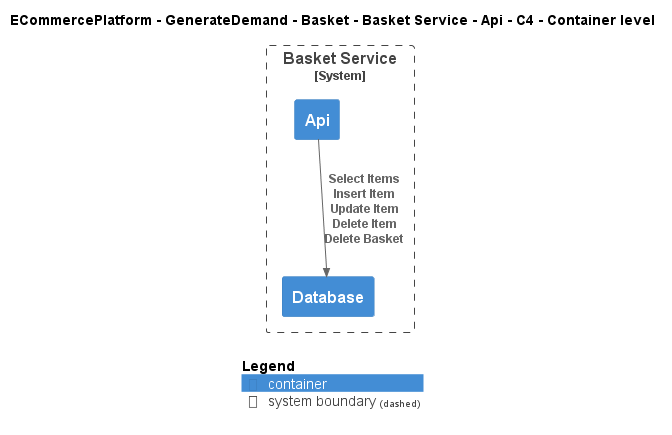 ECommercePlatform - GenerateDemand - Basket - Basket Service - Api - C4 - Container level
Basket Service
[System]
Api
Select Items
Insert Item
Update Item
Delete Item
Delete Basket
Database
Legend
container
system boundary (dashed)